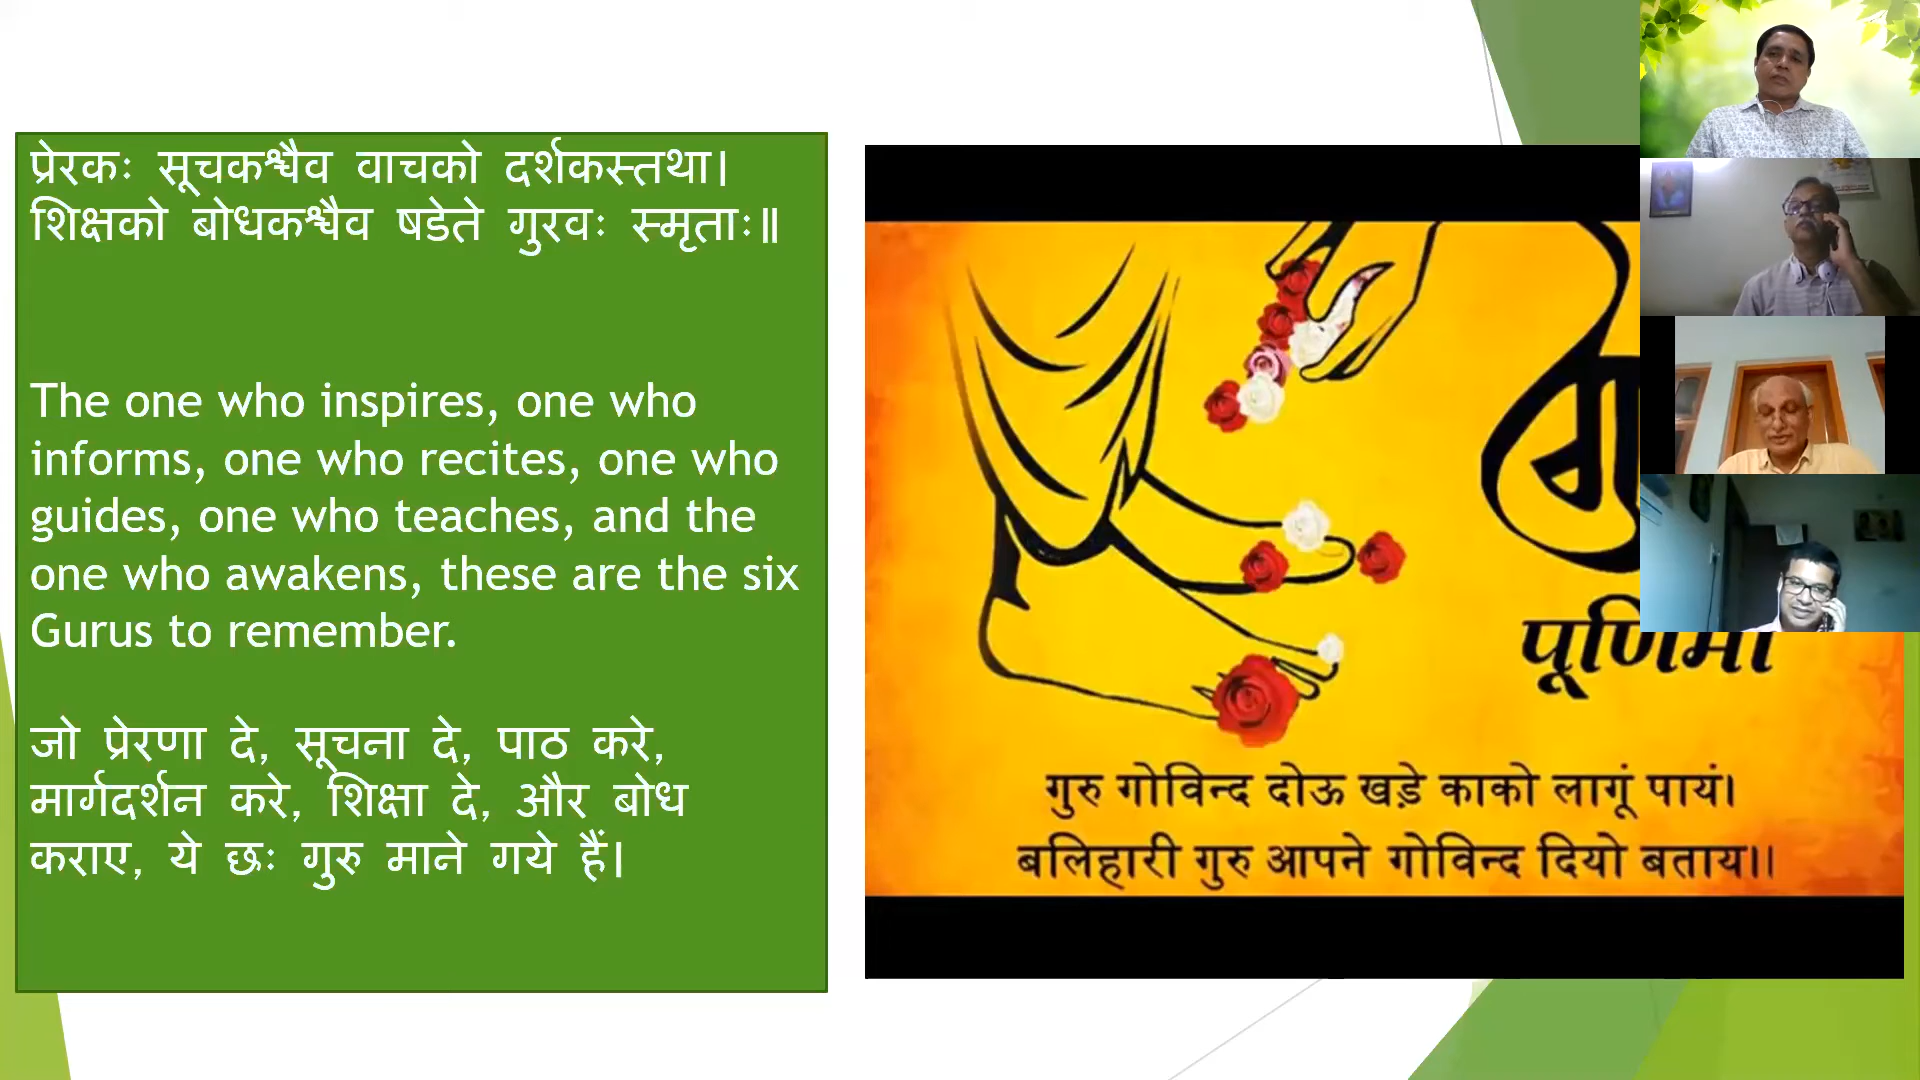 प्रेरकः सूचकश्चैव वाचको दर्शकस्तथा।
शिक्षको बोधकश्चैव षडेते गुरवः स्मृताः॥
The one who inspires, one who
informs, one who recites, one who
guides, one who teaches, and the
one who awakens, these are the six
Gurus to remember.
जो प्रेरणा दे, सूचना दे, पाठ करे,
मार्गदर्शन करे, शिक्षा दे, और बोध
कराए, ये छः गुरु माने गये हैं।
पूर्णिमा
गुरु गोविन्द दोऊ खड़े काको लागूं पायं।
बलिहारी गुरु आपने गोविन्द दियो बताय।।